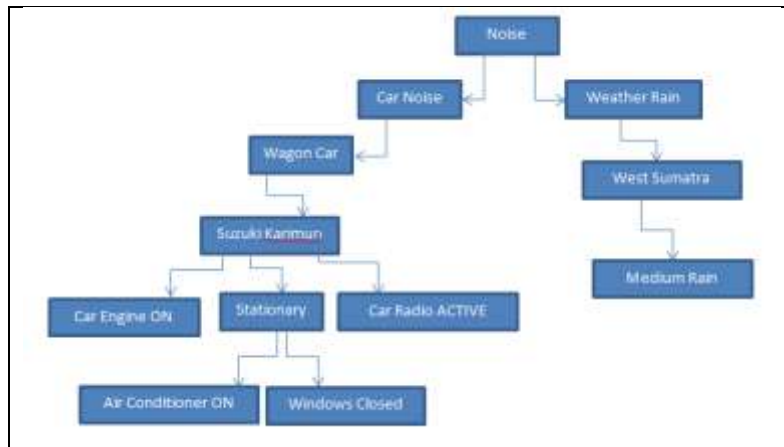 Noise
Car Noise
Weather Rain
Wagon Car
West Sumatra
Suzuki Karimun
Medium Rain
Car Engine ON
Stationary
Car Radio ACTIVE
Air Conditioner ON
Windows Closed